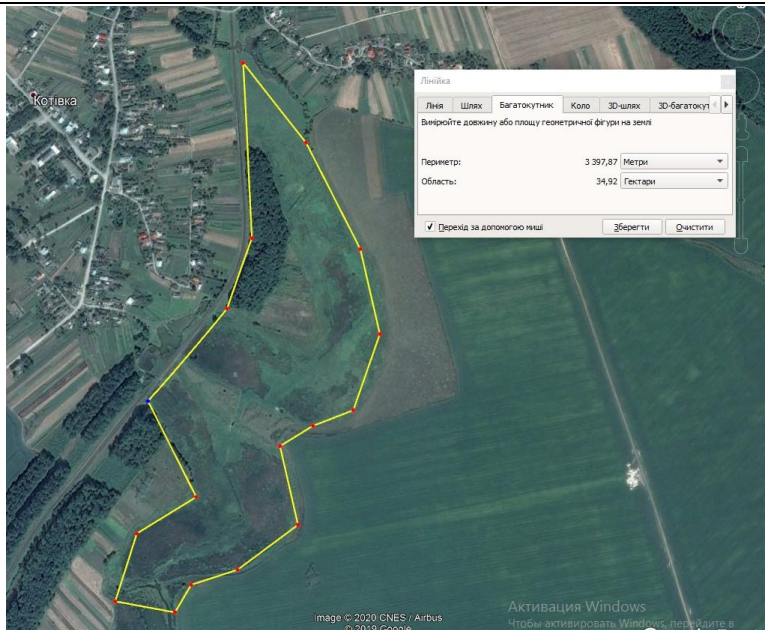 Котівка
Лінійка
Лінія Шлях Багатокутник Коло 3D-шлях 3D-багатокут
Виміряйте довжину або площу геометричної фігури на землі
Периметр: 3 397,87 Метри
Область: 34,92 Гектари
Перехід за допомогою миші Зберегти Очистити
Image © 2020 CNES / Airbus
© 2019 Google
Активация Windows
Чтобы активировать Windows, перейдите в